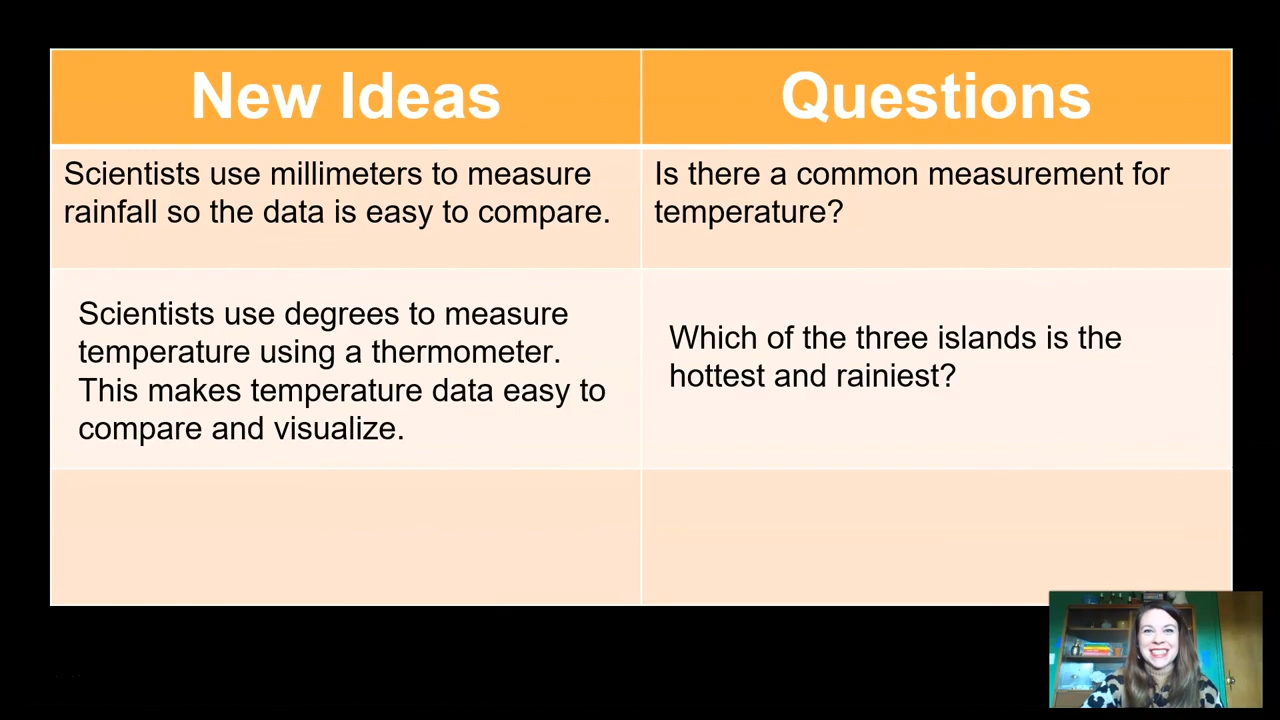 New Ideas
Questions
Scientists use millimeters to measure
rainfall so the data is easy to compare.
Is there a common measurement for
temperature?
Scientists use degrees to measure
temperature using a thermometer.
This makes temperature data easy to
compare and visualize.
Which of the three islands is the
hottest and rainiest?